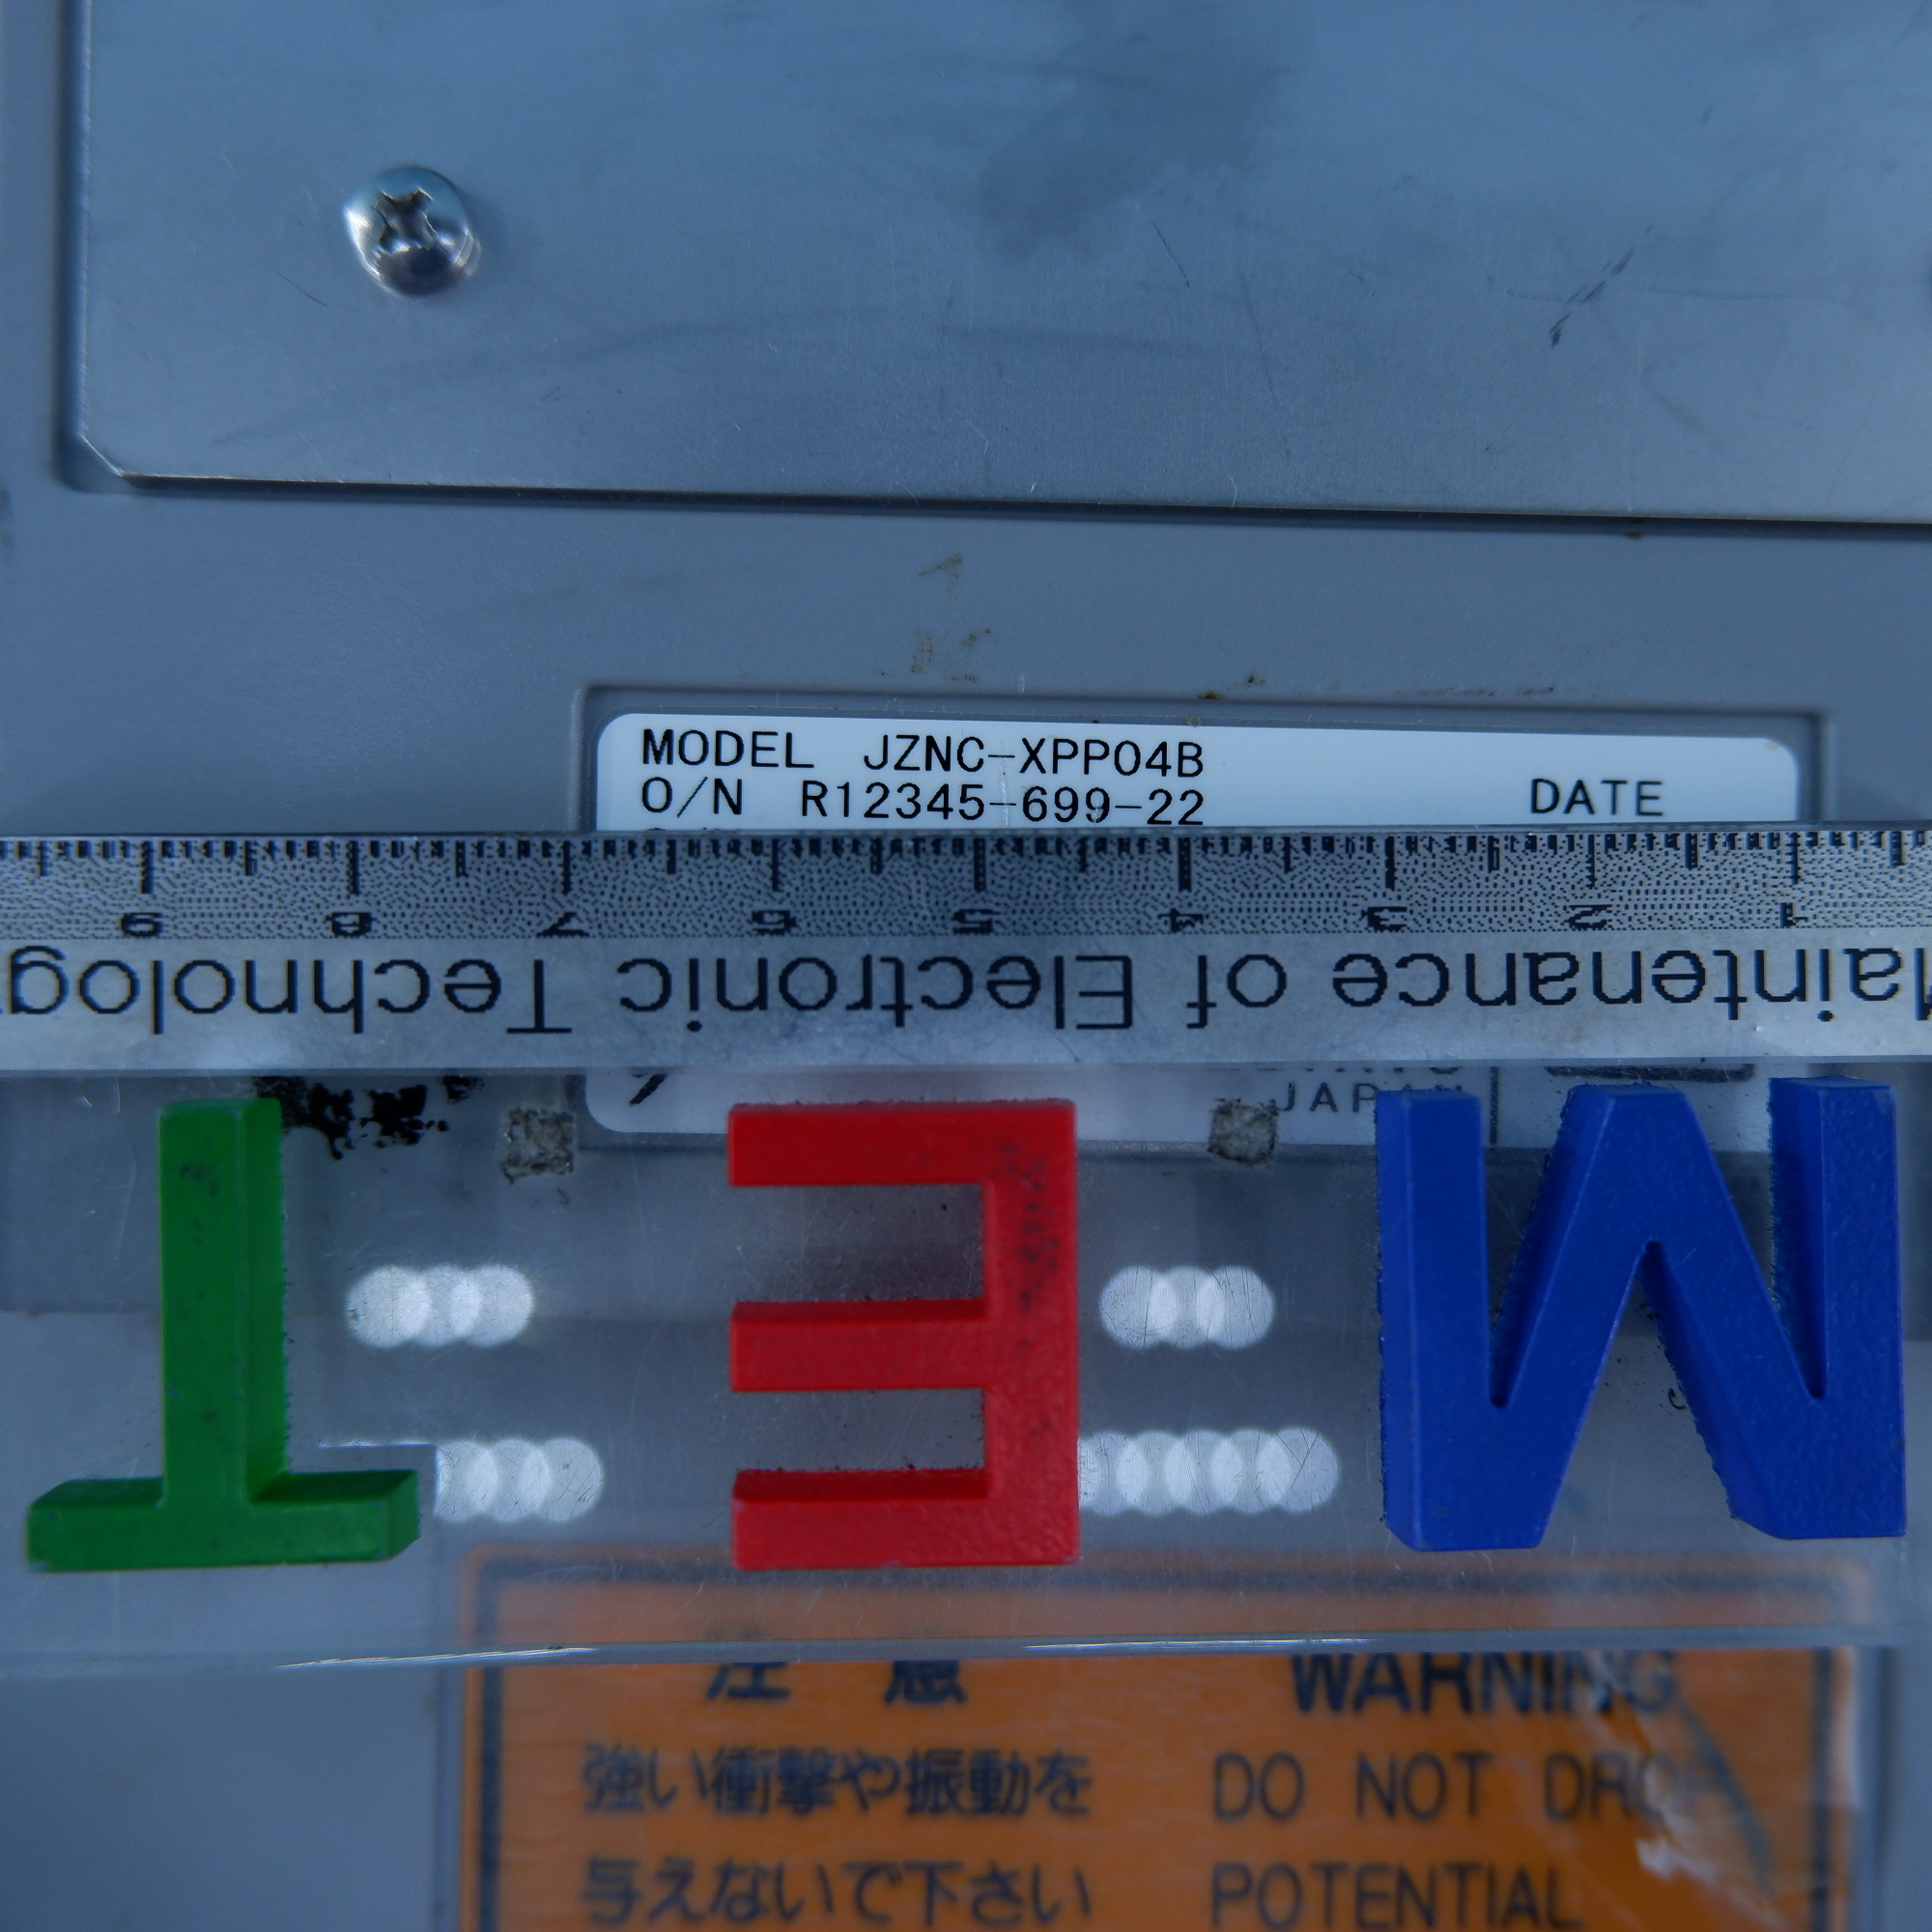 MODEL JZNC-XPP04B
O/N R12345-699-22 DATE
1 2 3 4 5 6 7 8 9
Maintenance of Electronic Technolog
JAPAN
MET
注意 WARNING
強い衝撃や振動を DO NOT DROP
与えないで下さい POTENTIAL